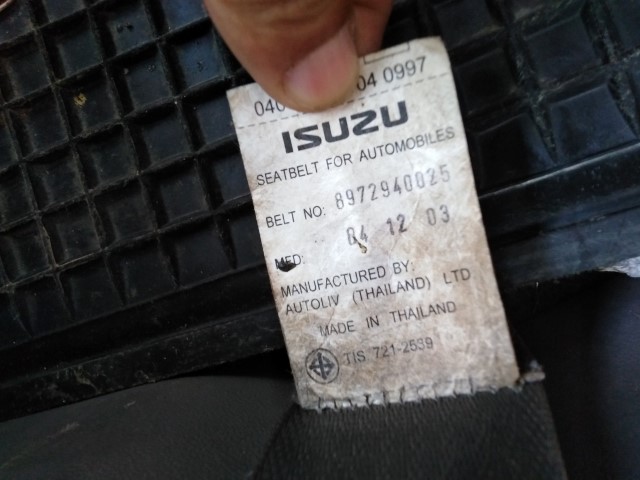 04 0997
ISUZU
SEATBELT FOR AUTOMOBILES
BELT NO: 8972940025
MFD: 04 12 03
MANUFACTURED BY:
AUTOLIV (THAILAND) LTD
MADE IN THAILAND
TIS 721-2539